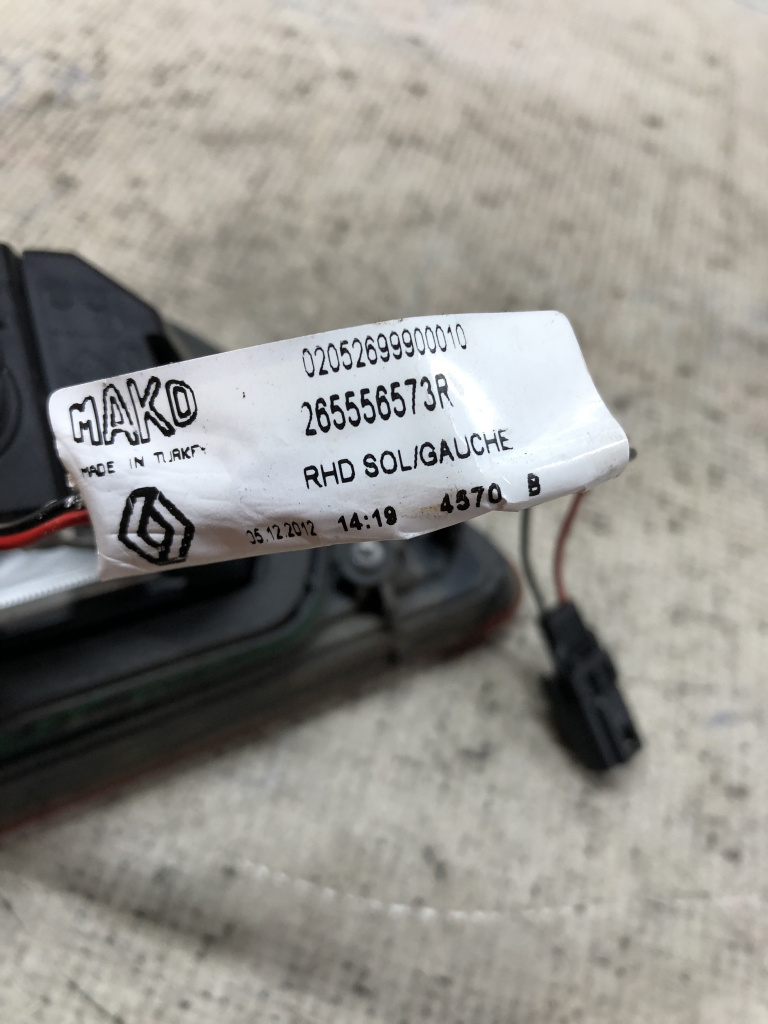 MAKO
MADE IN TURKEY
02052699900010
265556573R
RHD SOL/GAUCHE
05.12.2012 14:19 4570 B